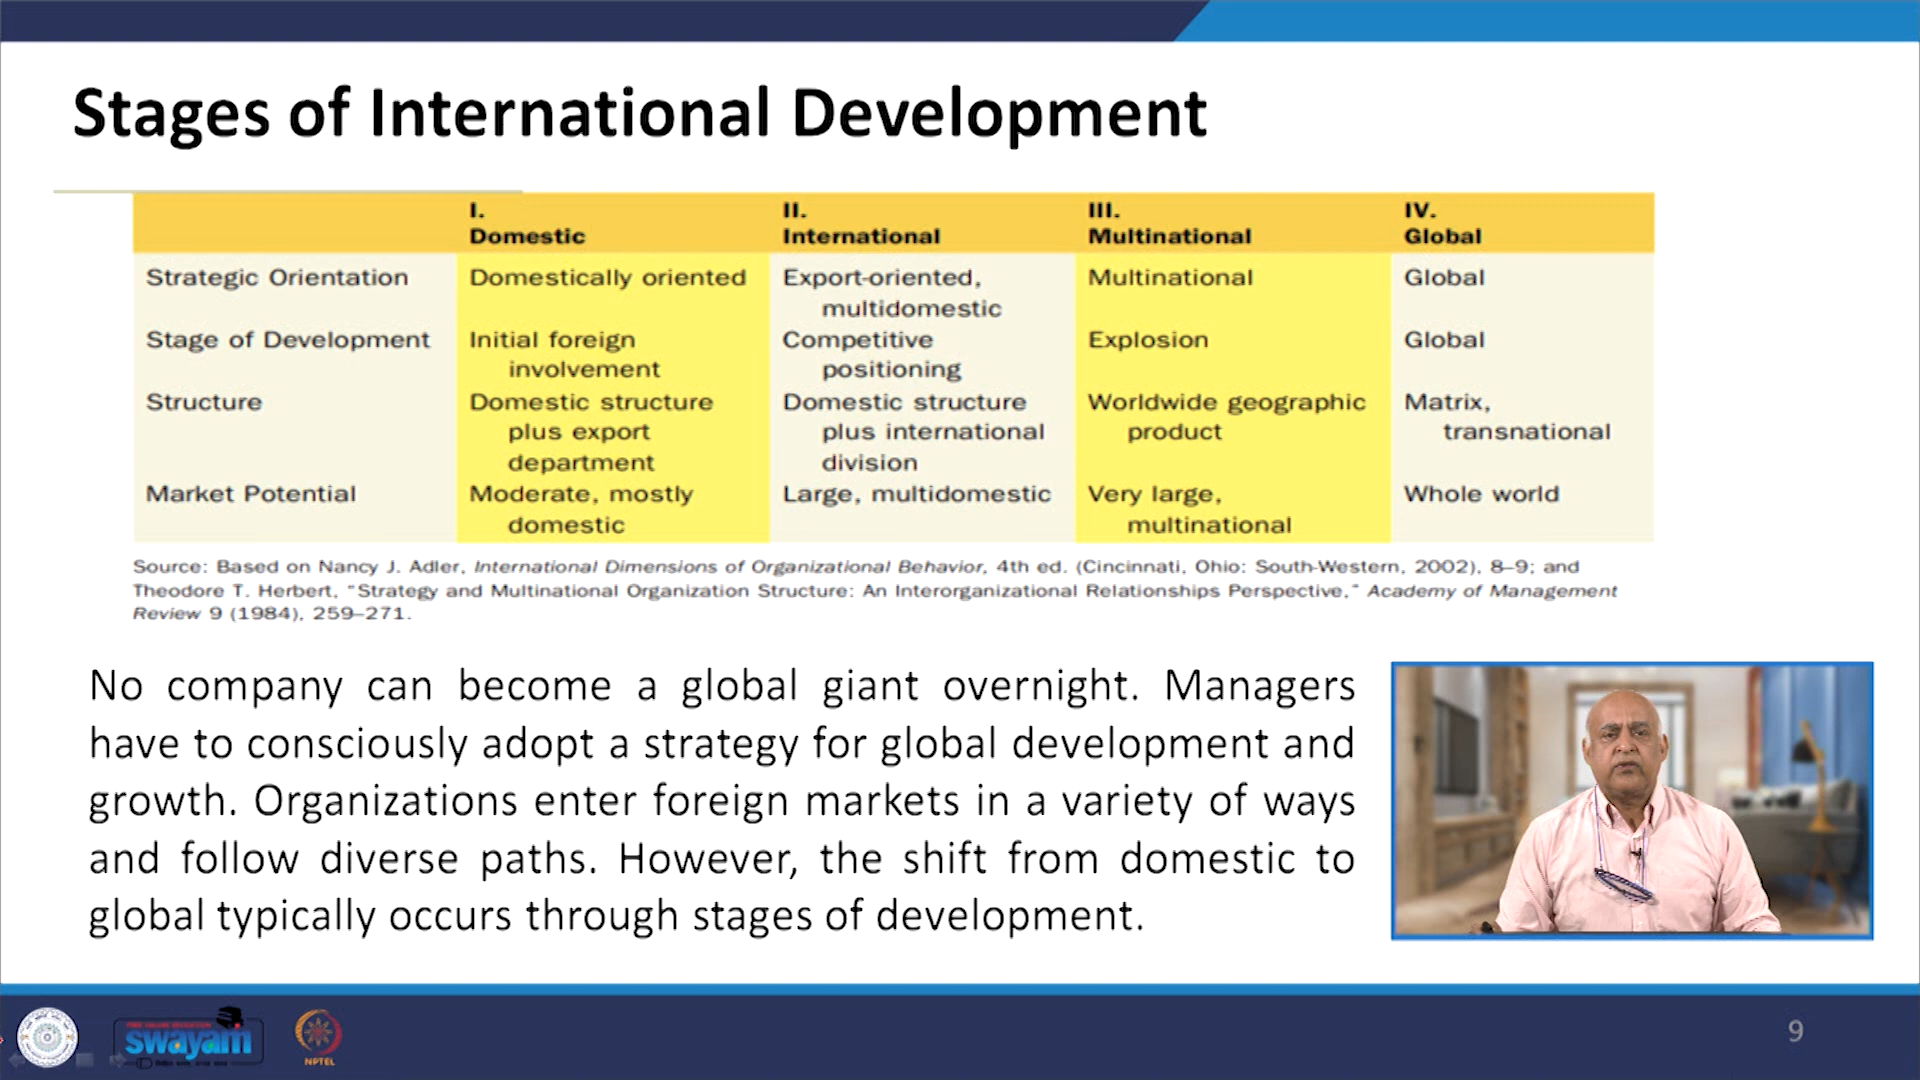 Stages of International Development
I. II. III. IV.
Domestic International Multinational Global
Strategic Orientation Domestically oriented Export-oriented, Multinational Global
multidomestic
Stage of Development Initial foreign Competitive Explosion Global
involvement positioning
Structure Domestic structure Domestic structure Worldwide geographic Matrix,
plus export plus international product transnational
department division
Market Potential Moderate, mostly Large, multidomestic Very large, Whole world
domestic multinational
Source: Based on Nancy J. Adler, International Dimensions of Organizational Behavior, 4th ed. (Cincinnati, Ohio: South-Western, 2002), 8–9; and
Theodore T. Herbert, "Strategy and Multinational Organization Structure: An Interorganizational Relationships Perspective," Academy of Management
Review 9 (1984), 259–271.
No company can become a global giant overnight. Managers
have to consciously adopt a strategy for global development and
growth. Organizations enter foreign markets in a variety of ways
and follow diverse paths. However, the shift from domestic to
global typically occurs through stages of development.
swayam
NPTEL
9